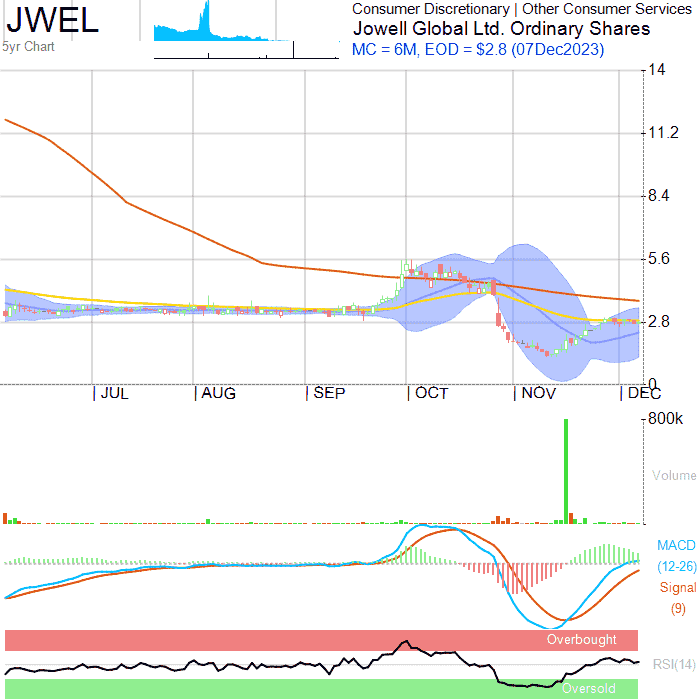 JWEL
5yr Chart
Consumer Discretionary | Other Consumer Services
Jowell Global Ltd. Ordinary Shares
MC = 6M, EOD = $2.8 (07Dec2023)
14
11.2
8.4
5.6
2.8
0
JUL AUG SEP OCT NOV DEC
800k
Volume
MACD
(12-26)
Signal
(9)
Overbought
RSI(14)
Oversold